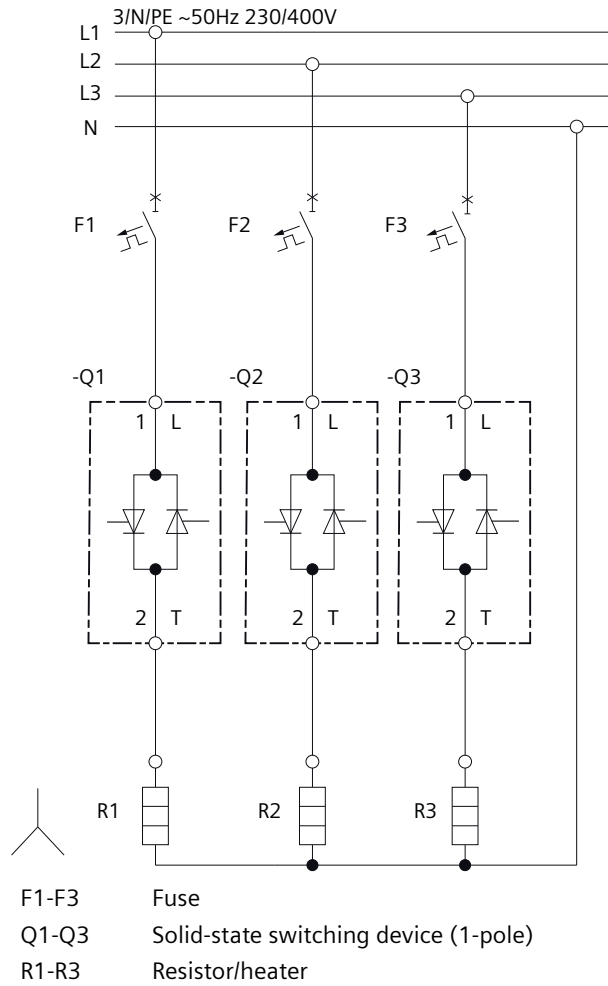 3/N/PE ~50Hz 230/400V
L1
L2
L3
N
F1 F2 F3
-Q1 -Q2 -Q3
1 L 1 L 1 L
2 T 2 T 2 T
R1 R2 R3
F1-F3 Fuse
Q1-Q3 Solid-state switching device (1-pole)
R1-R3 Resistor/heater